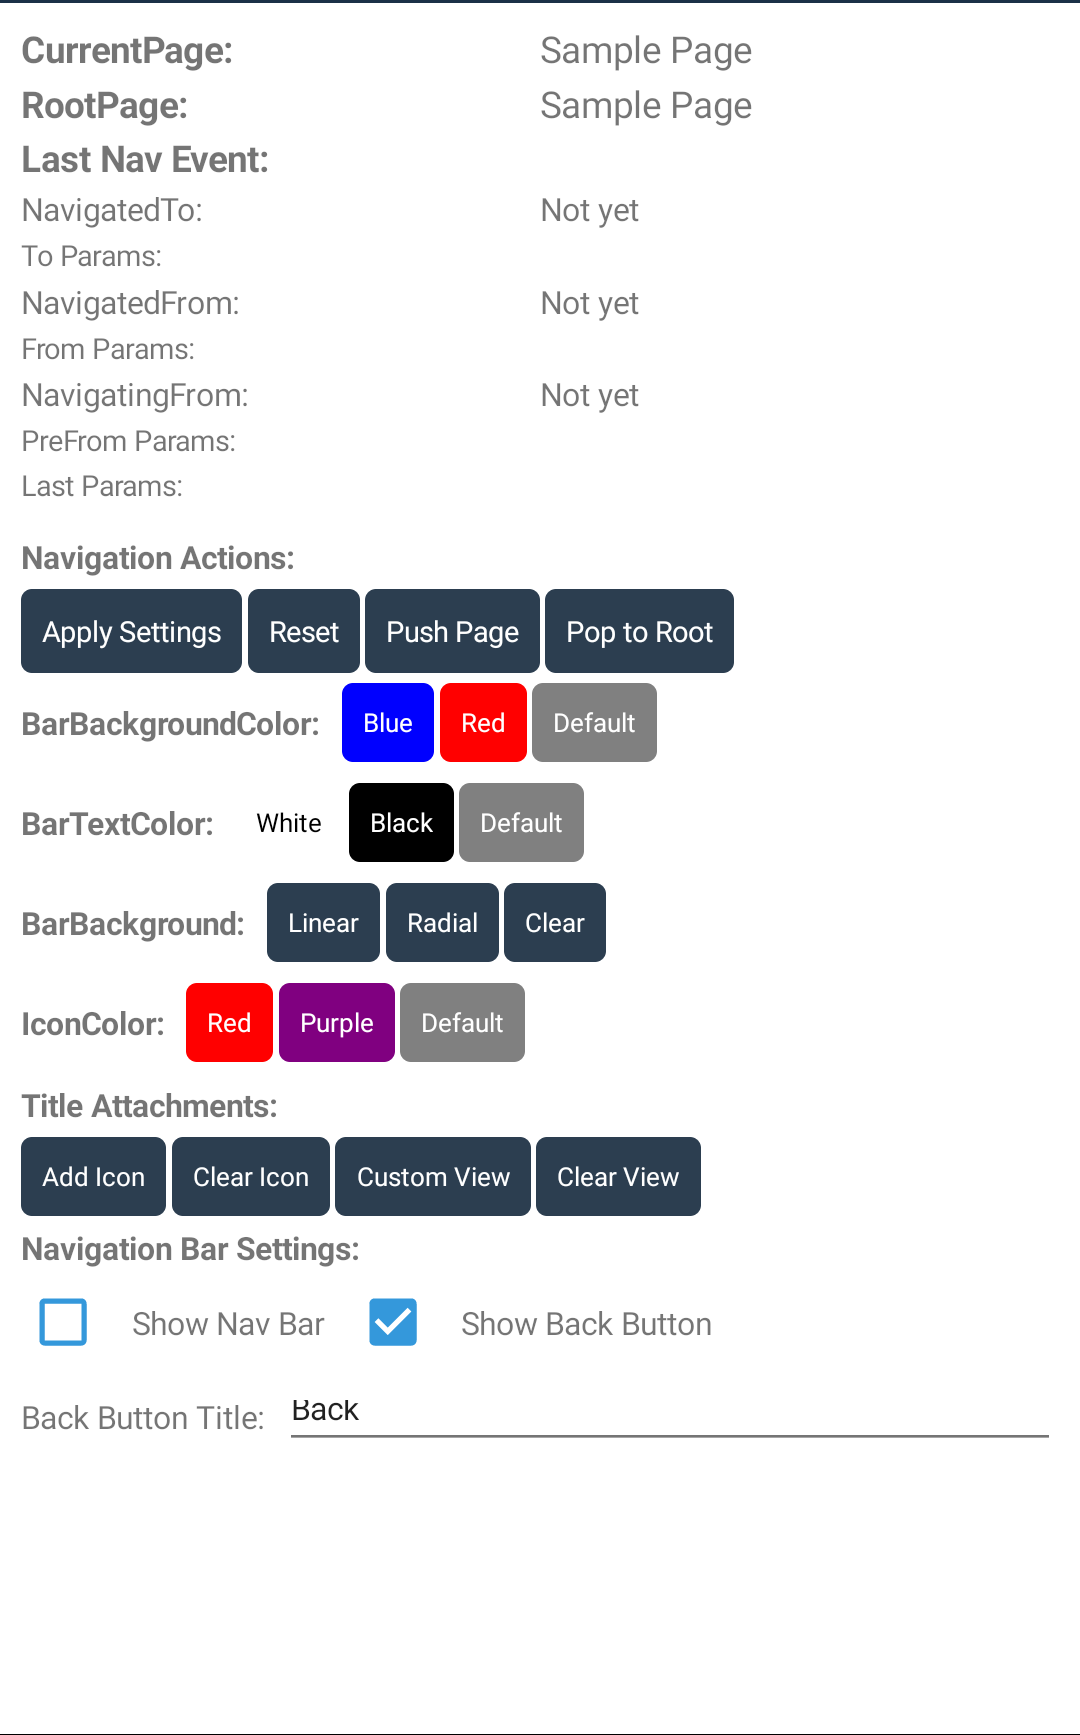 CurrentPage: Sample Page
RootPage: Sample Page
Last Nav Event:
NavigatedTo: Not yet
To Params:
NavigatedFrom: Not yet
From Params:
NavigatingFrom: Not yet
PreFrom Params:
Last Params:
Navigation Actions:
Apply Settings Reset Push Page Pop to Root
BarBackgroundColor: Blue Red Default
BarTextColor: White Black Default
BarBackground: Linear Radial Clear
IconColor: Red Purple Default
Title Attachments:
Add Icon Clear Icon Custom View Clear View
Navigation Bar Settings:
Show Nav Bar Show Back Button
Back Button Title: Back